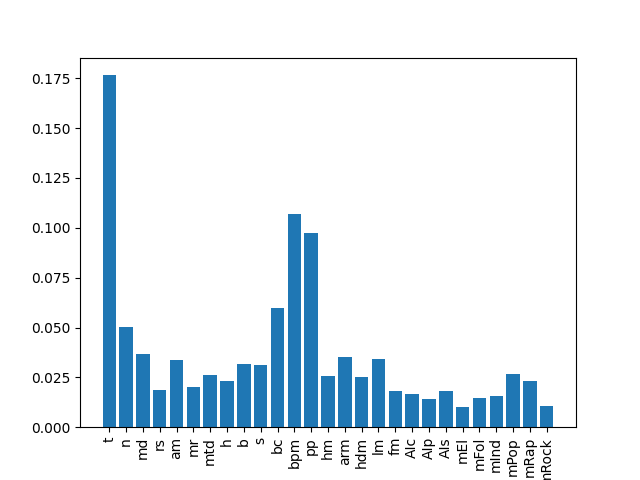 0.175
0.150
0.125
0.100
0.075
0.050
0.025
0.000
t
n
md
rs
am
mr
mtd
h
b
s
bc
bpm
pp
hm
arm
hdm
lm
fm
Alc
Alp
Als
mEl
mFol
mInd
mPop
mRap
mRock